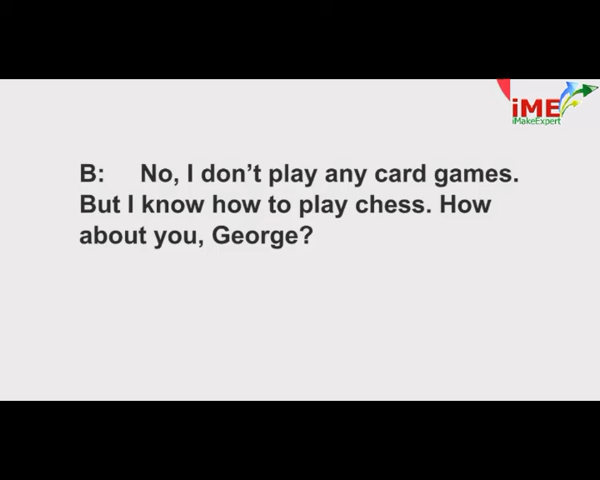 iME
iMakeExpert
B: No, I don't play any card games.
But I know how to play chess. How
about you, George?